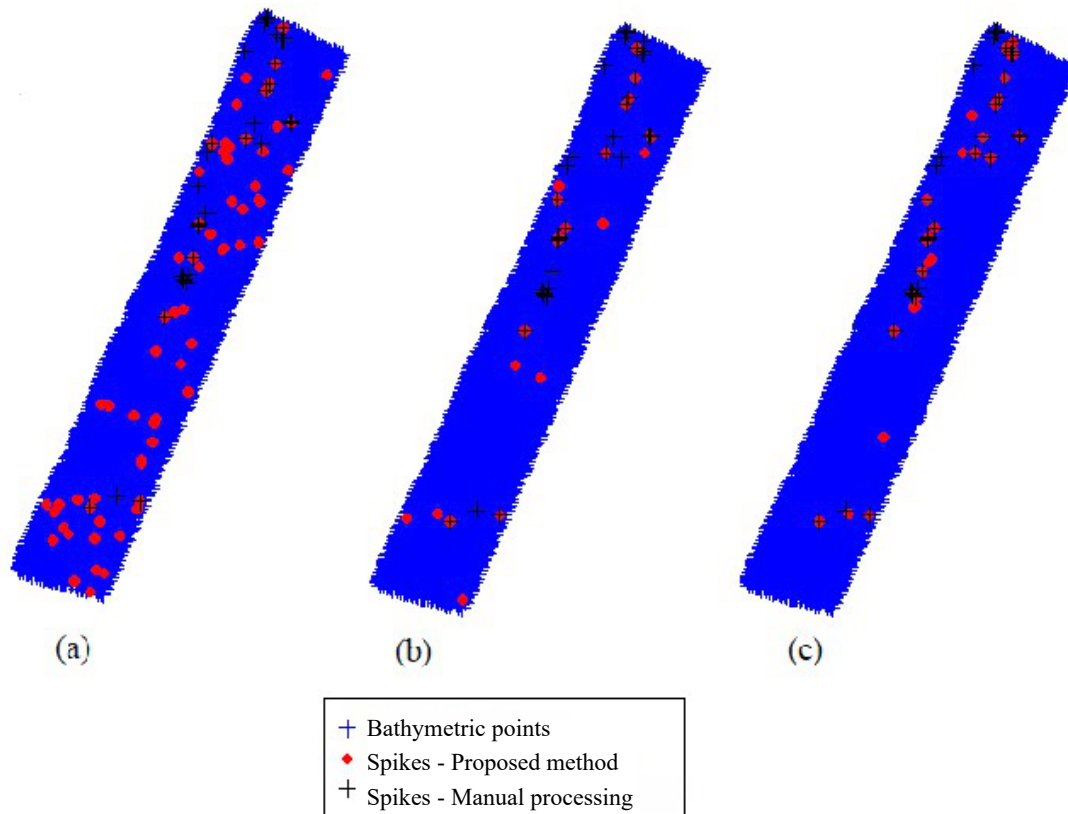 (a)
(b)
(c)
Bathymetric points
Spikes - Proposed method
Spikes - Manual processing